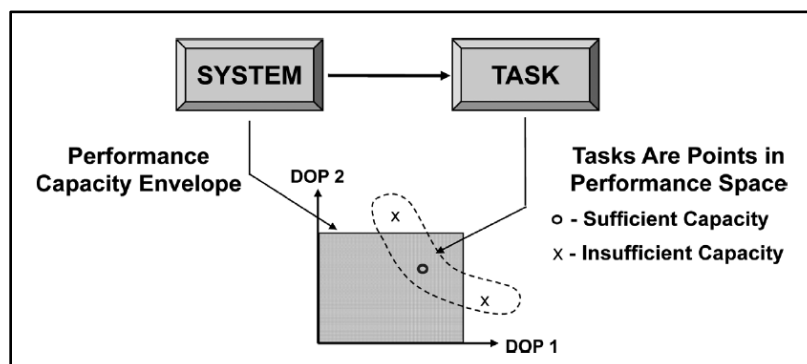 SYSTEM
TASK
Performance
Capacity Envelope
DOP 2
Tasks Are Points in
Performance Space
o - Sufficient Capacity
x - Insufficient Capacity
x
o
x
DOP 1